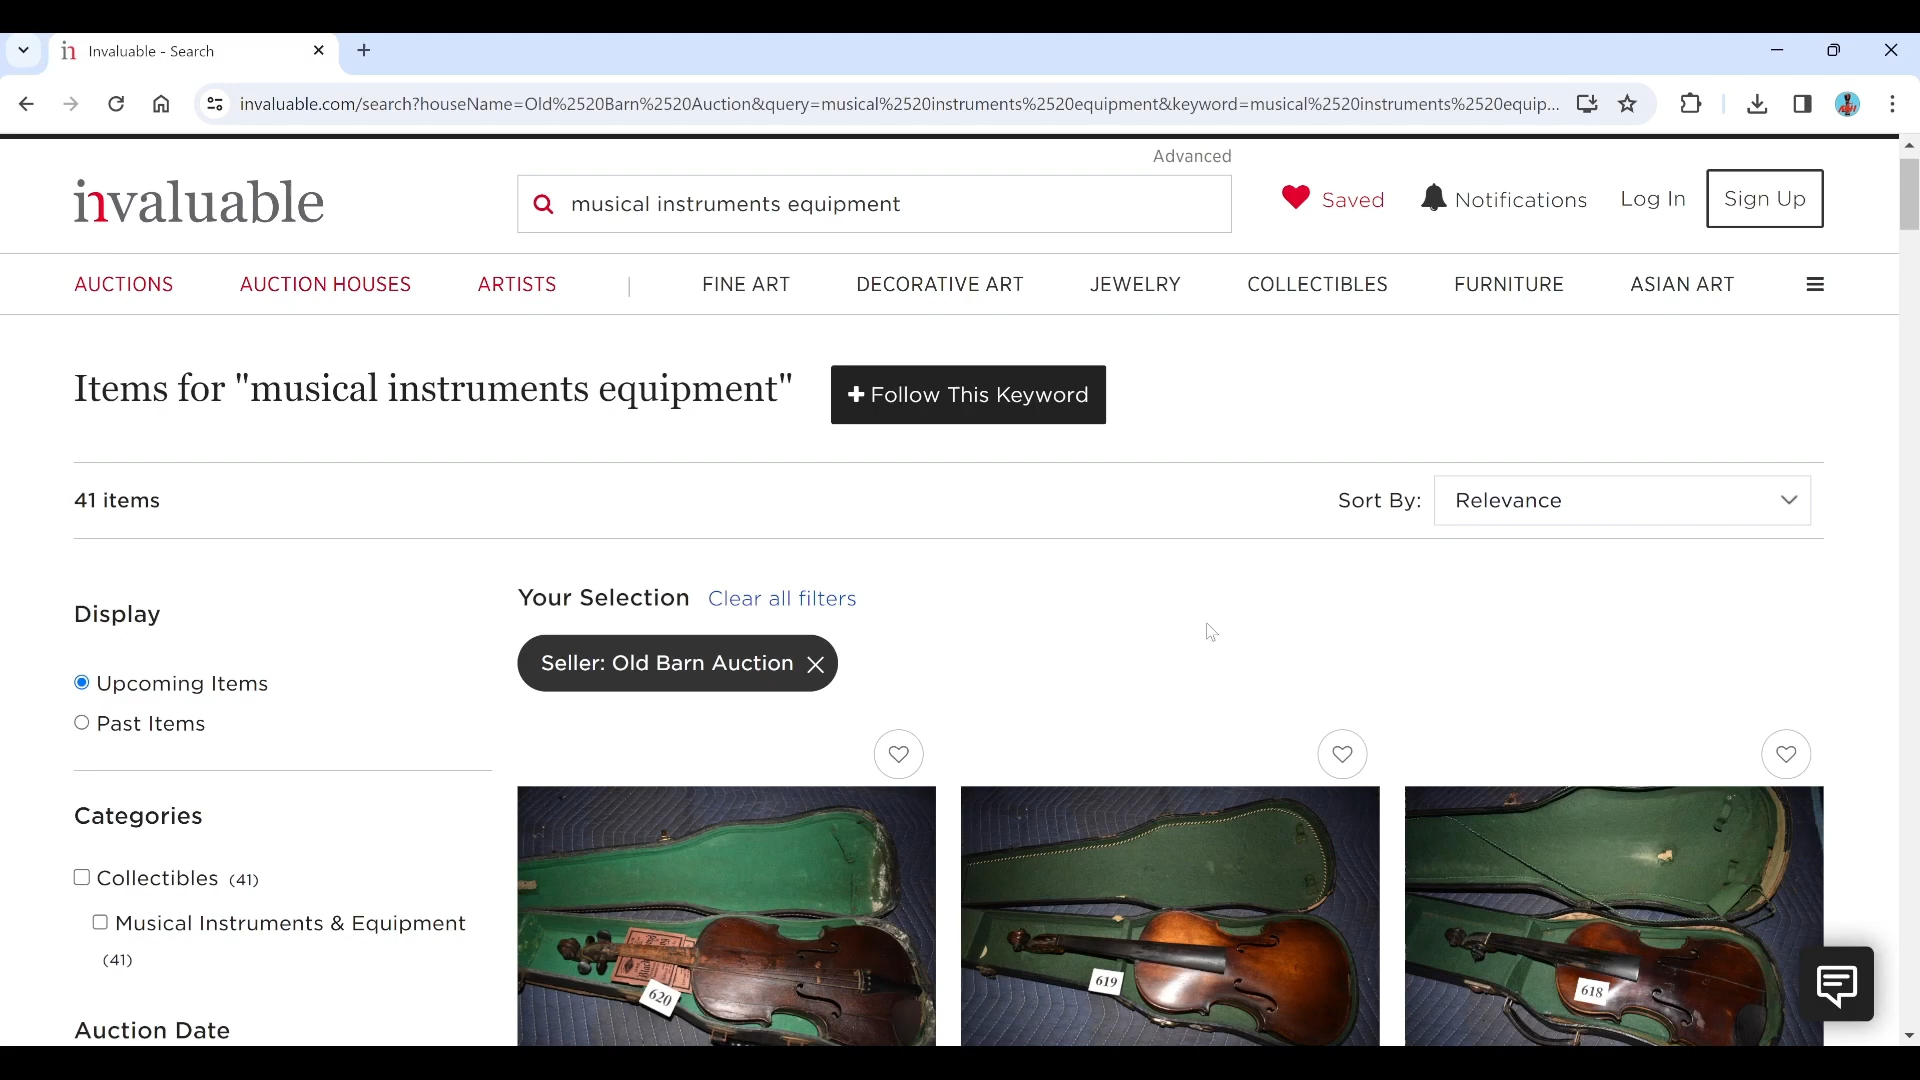 Invaluable - Search
invaluable.com/search?houseName=Old%2520Barn%2520Auction&query=musical%2520instruments%2520equipment&keyword=musical%2520instruments%2520equip...
Advanced
invaluable
musical instruments equipment
Saved
Notifications
Log In
Sign Up
AUCTIONS
AUCTION HOUSES
ARTISTS
FINE ART
DECORATIVE ART
JEWELRY
COLLECTIBLES
FURNITURE
ASIAN ART
Items for "musical instruments equipment"
+ Follow This Keyword
41 items
Sort By:
Relevance
Display
Upcoming Items
Past Items
Categories
Collectibles (41)
Musical Instruments & Equipment
(41)
Auction Date
Your Selection
Clear all filters
Seller: Old Barn Auction
620
619
618